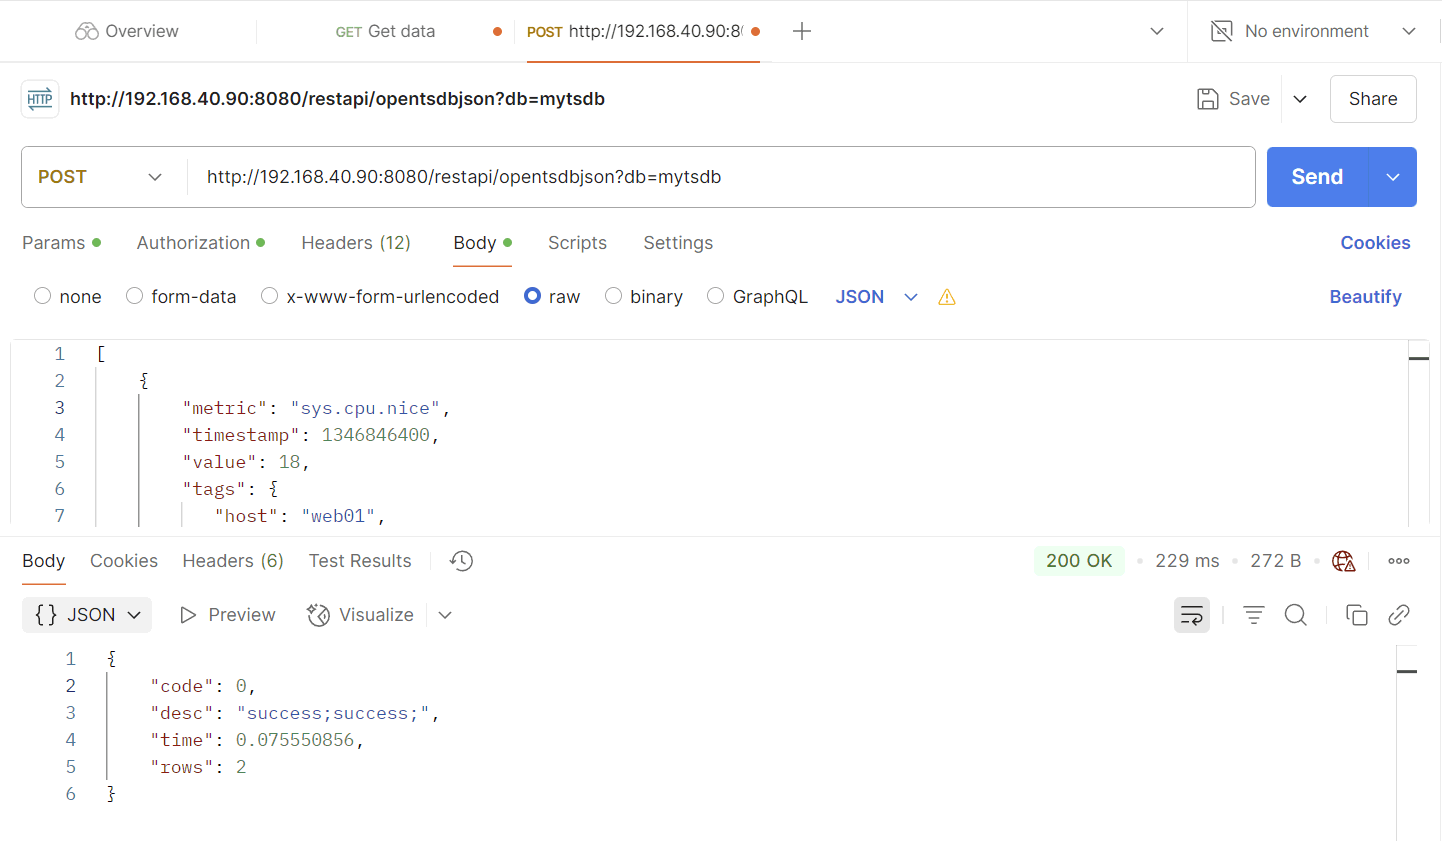 Overview
GET Get data
POST http://192.168.40.90:8
No environment
HTTP
http://192.168.40.90:8080/restapi/opentsdbjson?db=mytsdb
Save
Share
POST
http://192.168.40.90:8080/restapi/opentsdbjson?db=mytsdb
Send
Params
Authorization
Headers (12)
Body
Scripts
Settings
Cookies
none
form-data
x-www-form-urlencoded
raw
binary
GraphQL
JSON
Beautify
1 [
2 {
3 "metric": "sys.cpu.nice",
4 "timestamp": 1346846400,
5 "value": 18,
6 "tags": {
7 "host": "web01",
Body
Cookies
Headers (6)
Test Results
200 OK
229 ms
272 B
{} JSON
Preview
Visualize
1 {
2 "code": 0,
3 "desc": "success;success;",
4 "time": 0.075550856,
5 "rows": 2
6 }